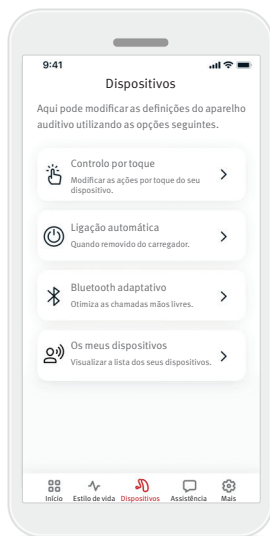 9:41
Dispositivos
Aqui pode modificar as definições do aparelho
auditivo utilizando as opções seguintes.
Controlo por toque
Modificar as ações por toque do seu
dispositivo.
Ligação automática
Quando removido do carregador.
Bluetooth adaptativo
Otimiza as chamadas mãos livres.
Os meus dispositivos
Visualizar a lista dos seus dispositivos.
Início Estilo de vida Dispositivos Assistência Mais